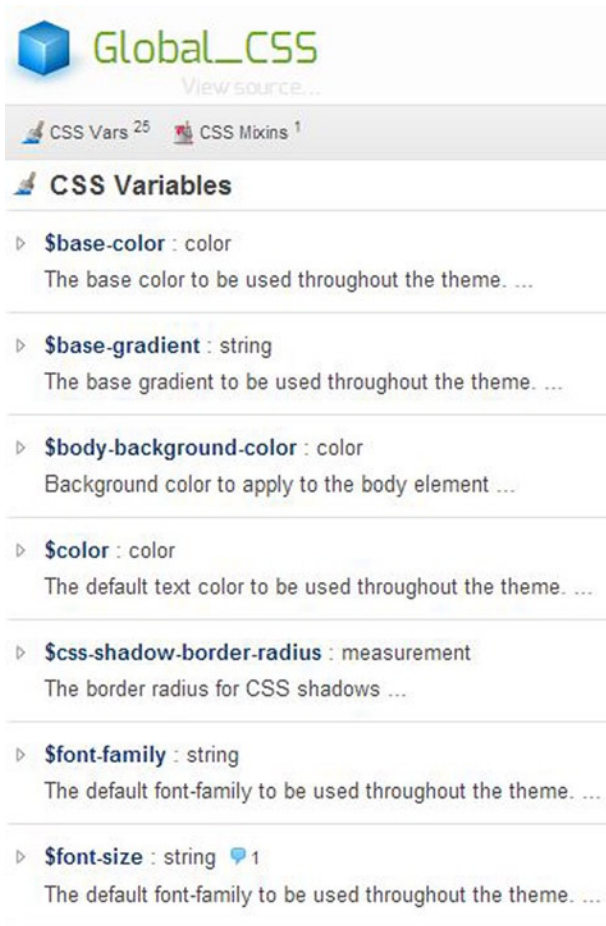 Global_CSS
View source...
CSS Vars 25 CSS Mixins 1
CSS Variables
$base-color : color
The base color to be used throughout the theme. ...
$base-gradient : string
The base gradient to be used throughout the theme. ...
$body-background-color : color
Background color to apply to the body element ...
$color : color
The default text color to be used throughout the theme. ...
$css-shadow-border-radius : measurement
The border radius for CSS shadows ...
$font-family : string
The default font-family to be used throughout the theme. ...
$font-size : string 1
The default font-family to be used throughout the theme. ...